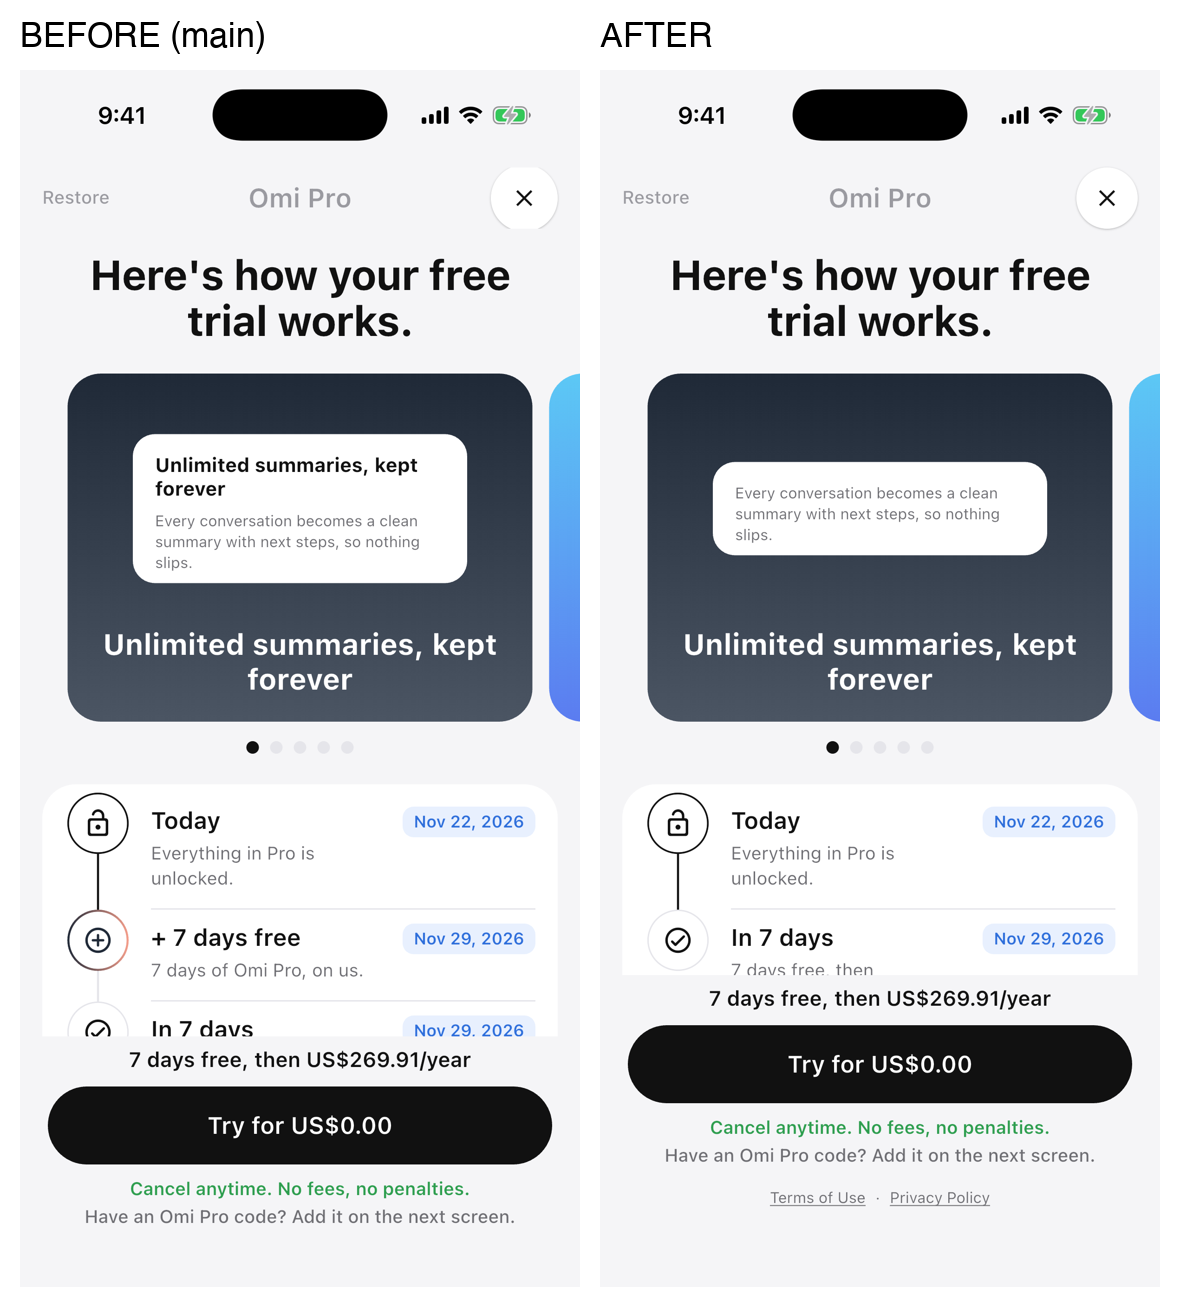 BEFORE (main)
9:41
Restore
Omi Pro
Here's how your free
trial works.
Unlimited summaries, kept
forever
Every conversation becomes a clean
summary with next steps, so nothing
slips.
Unlimited summaries, kept
forever
Today
Nov 22, 2026
Everything in Pro is
unlocked.
+ 7 days free
Nov 29, 2026
7 days of Omi Pro, on us.
In 7 days
Nov 29, 2026
7 days free, then US$269.91/year
Try for US$0.00
Cancel anytime. No fees, no penalties.
Have an Omi Pro code? Add it on the next screen.
AFTER
9:41
Restore
Omi Pro
Here's how your free
trial works.
Every conversation becomes a clean
summary with next steps, so nothing
slips.
Unlimited summaries, kept
forever
Today
Nov 22, 2026
Everything in Pro is
unlocked.
In 7 days
Nov 29, 2026
7 days free, then
7 days free, then US$269.91/year
Try for US$0.00
Cancel anytime. No fees, no penalties.
Have an Omi Pro code? Add it on the next screen.
Terms of Use · Privacy Policy